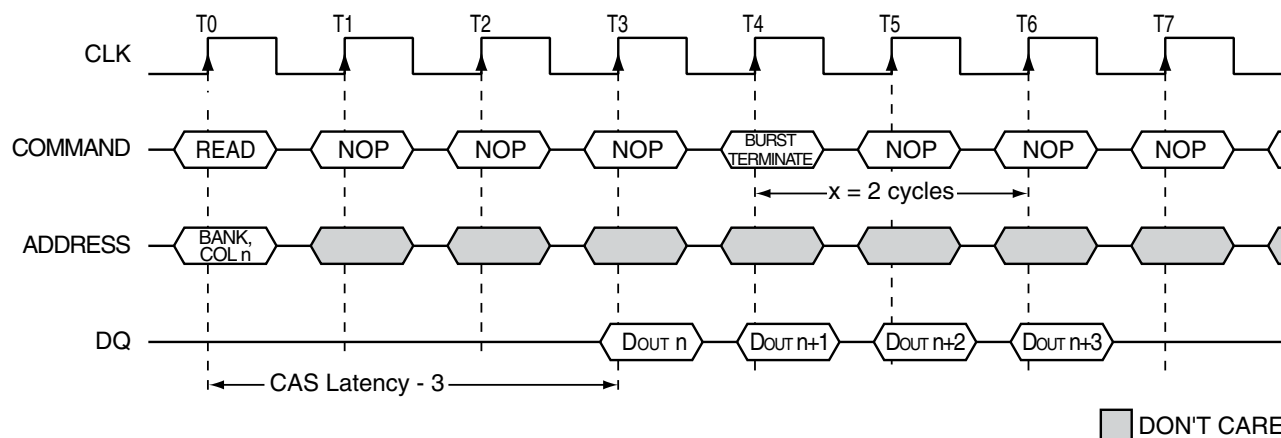 T0 T1 T2 T3 T4 T5 T6 T7
CLK
COMMAND READ NOP NOP NOP BURST TERMINATE NOP NOP NOP
x = 2 cycles
ADDRESS BANK, COL n
DQ DOUT n DOUT n+1 DOUT n+2 DOUT n+3
CAS Latency - 3
DON'T CARE